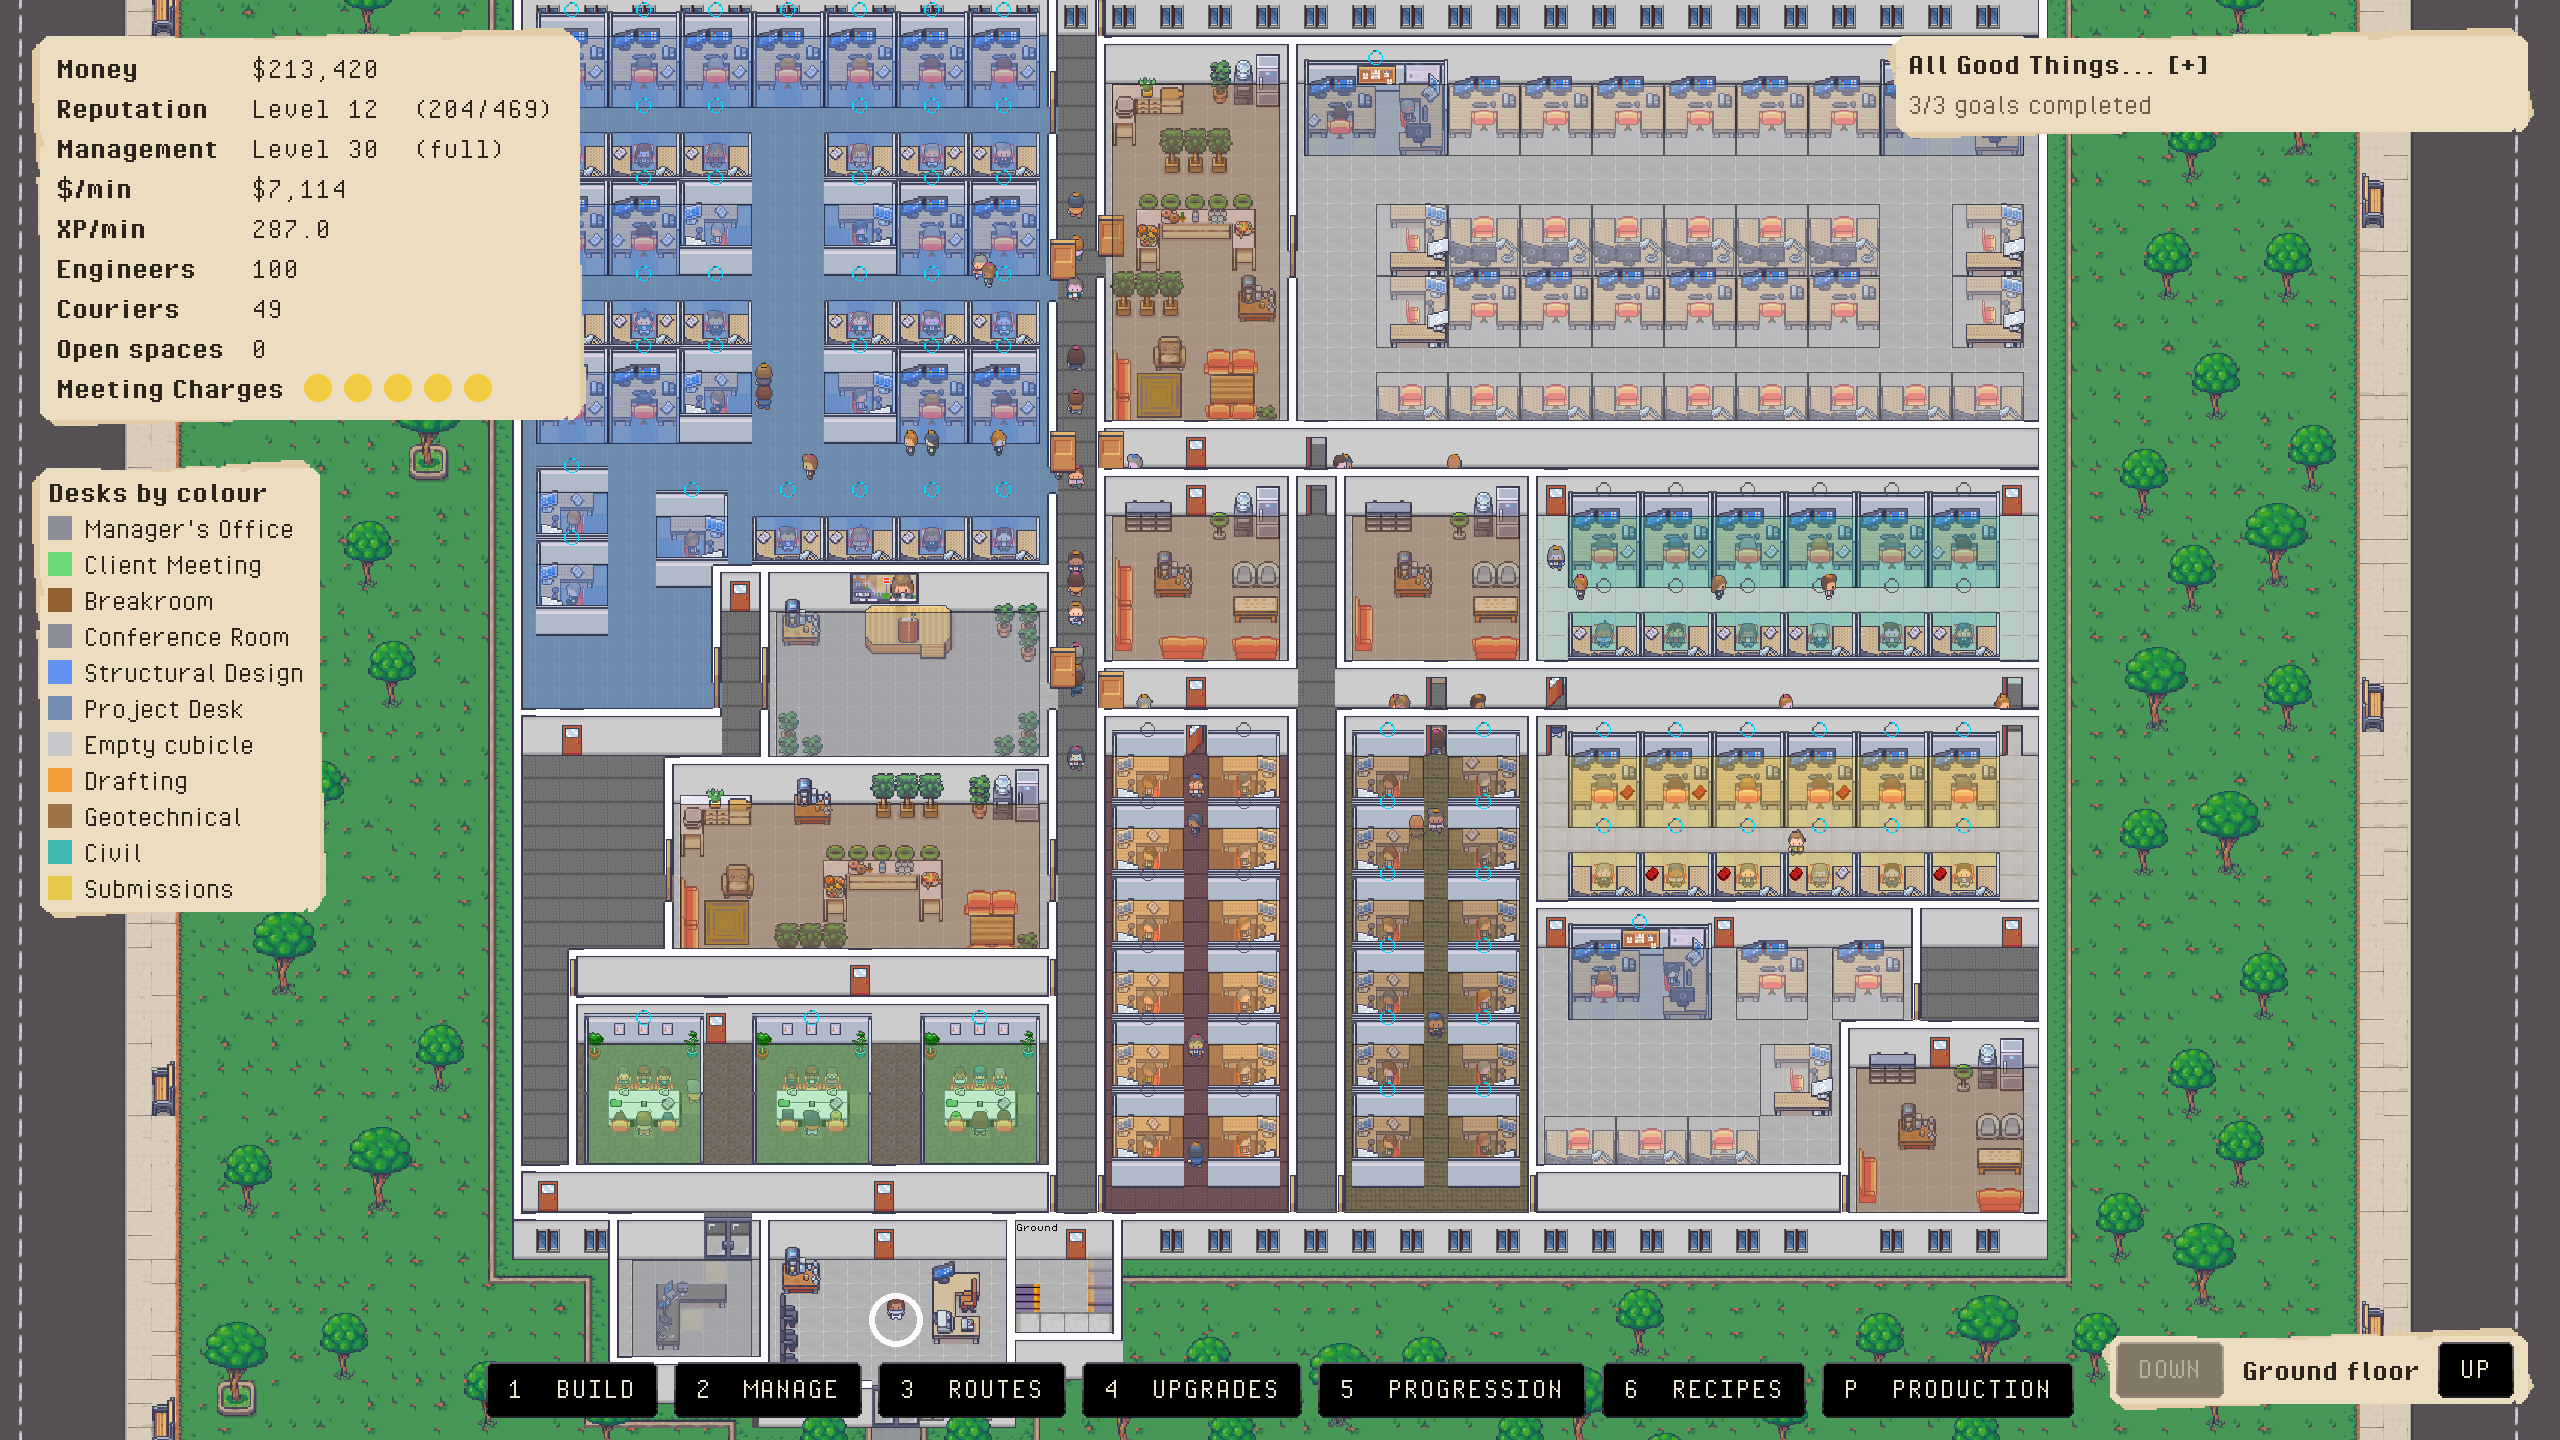 Money $213,420
Reputation Level 12 (204/469)
Management Level 30 (full)
$/min $7,114
XP/min 287.0
Engineers 100
Couriers 49
Open spaces 0
Meeting Charges
Desks by colour
Manager's Office
Client Meeting
Breakroom
Conference Room
Structural Design
Project Desk
Empty cubicle
Drafting
Geotechnical
Civil
Submissions
All Good Things... [+]
3/3 goals completed
Ground
1 BUILD
2 MANAGE
3 ROUTES
4 UPGRADES
5 PROGRESSION
6 RECIPES
P PRODUCTION
DOWN Ground floor UP